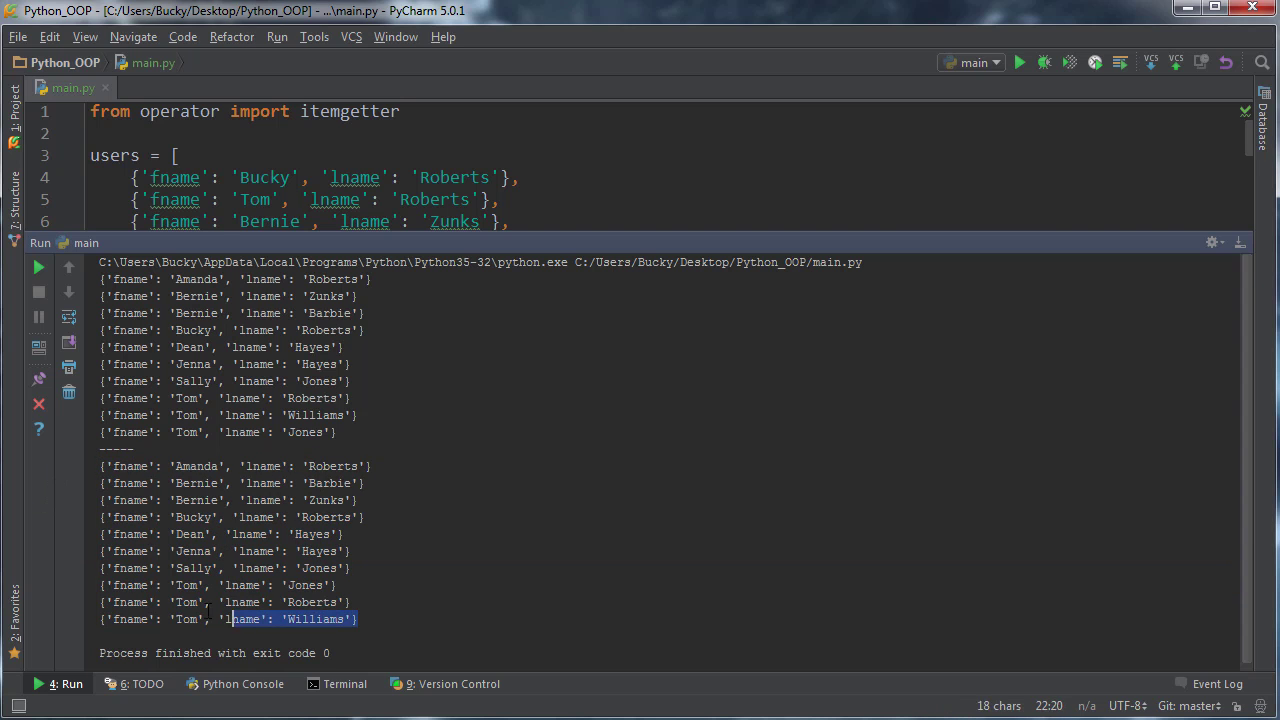 Python_OOP - [C:/Users/Bucky/Desktop/Python_OOP] - ...\main.py - PyCharm 5.0.1
File Edit View Navigate Code Refactor Run Tools VCS Window Help
Python_OOP main.py main VCS VCS
1: Project
main.py
1 from operator import itemgetter
2
3 users = [
4 {'fname': 'Bucky', 'lname': 'Roberts'},
5 {'fname': 'Tom', 'lname': 'Roberts'},
6 {'fname': 'Bernie', 'lname': 'Zunks'},
Database
7: Structure
Run main
C:\Users\Bucky\AppData\Local\Programs\Python\Python35-32\python.exe C:/Users/Bucky/Desktop/Python_OOP/main.py
{'fname': 'Amanda', 'lname': 'Roberts'}
{'fname': 'Bernie', 'lname': 'Zunks'}
{'fname': 'Bernie', 'lname': 'Barbie'}
{'fname': 'Bucky', 'lname': 'Roberts'}
{'fname': 'Dean', 'lname': 'Hayes'}
{'fname': 'Jenna', 'lname': 'Hayes'}
{'fname': 'Sally', 'lname': 'Jones'}
{'fname': 'Tom', 'lname': 'Roberts'}
{'fname': 'Tom', 'lname': 'Williams'}
{'fname': 'Tom', 'lname': 'Jones'}
-----
{'fname': 'Amanda', 'lname': 'Roberts'}
{'fname': 'Bernie', 'lname': 'Barbie'}
{'fname': 'Bernie', 'lname': 'Zunks'}
{'fname': 'Bucky', 'lname': 'Roberts'}
{'fname': 'Dean', 'lname': 'Hayes'}
{'fname': 'Jenna', 'lname': 'Hayes'}
{'fname': 'Sally', 'lname': 'Jones'}
{'fname': 'Tom', 'lname': 'Jones'}
{'fname': 'Tom', 'lname': 'Roberts'}
{'fname': 'Tom', 'lname': 'Williams'}
Process finished with exit code 0
2: Favorites
4: Run 6: TODO Python Console Terminal 9: Version Control Event Log
18 chars 22:20 n/a UTF-8 Git: master